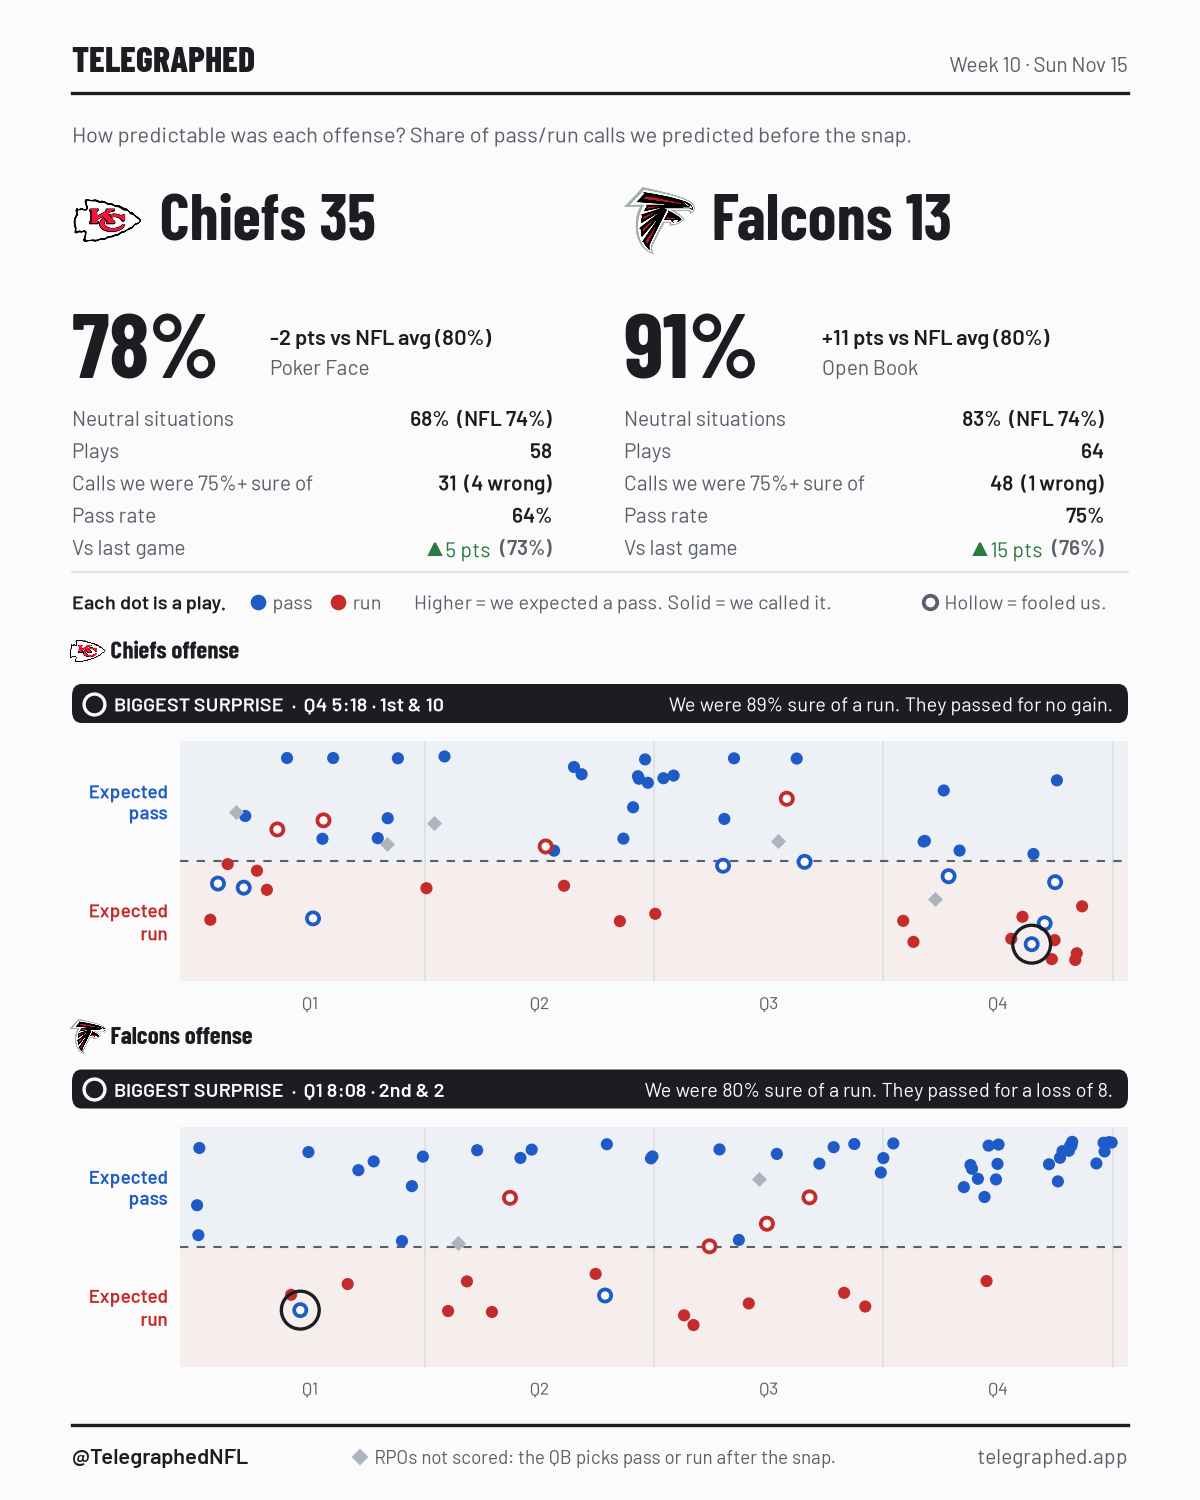 TELEGRAPHED
Week 10 · Sun Nov 15
How predictable was each offense? Share of pass/run calls we predicted before the snap.
KC Chiefs 35
Falcons 13
78%
-2 pts vs NFL avg (80%)
Poker Face
91%
+11 pts vs NFL avg (80%)
Open Book
Neutral situations 68% (NFL 74%)
Plays 58
Calls we were 75%+ sure of 31 (4 wrong)
Pass rate 64%
Vs last game ▲5 pts (73%)
Neutral situations 83% (NFL 74%)
Plays 64
Calls we were 75%+ sure of 48 (1 wrong)
Pass rate 75%
Vs last game ▲15 pts (76%)
Each dot is a play. pass run Higher = we expected a pass. Solid = we called it. Hollow = fooled us.
KC Chiefs offense
BIGGEST SURPRISE · Q4 5:18 · 1st & 10 We were 89% sure of a run. They passed for no gain.
Expected
pass
Expected
run
Q1 Q2 Q3 Q4
Falcons offense
BIGGEST SURPRISE · Q1 8:08 · 2nd & 2 We were 80% sure of a run. They passed for a loss of 8.
Expected
pass
Expected
run
Q1 Q2 Q3 Q4
@TelegraphedNFL
RPOs not scored: the QB picks pass or run after the snap.
telegraphed.app